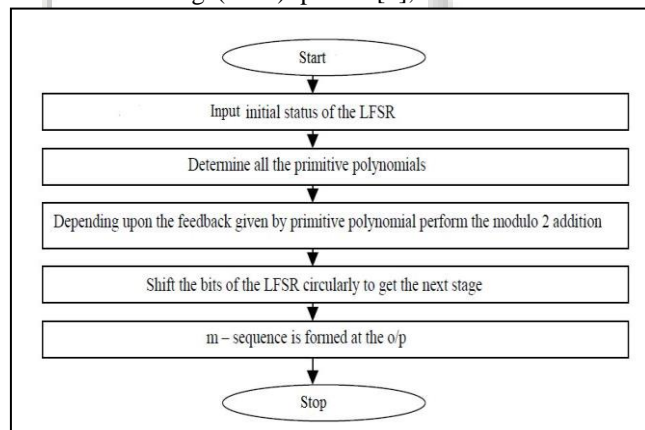 Start
Input initial status of the LFSR
Determine all the primitive polynomials
Depending upon the feedback given by primitive polynomial perform the modulo 2 addition
Shift the bits of the LFSR circularly to get the next stage
m – sequence is formed at the o/p
Stop